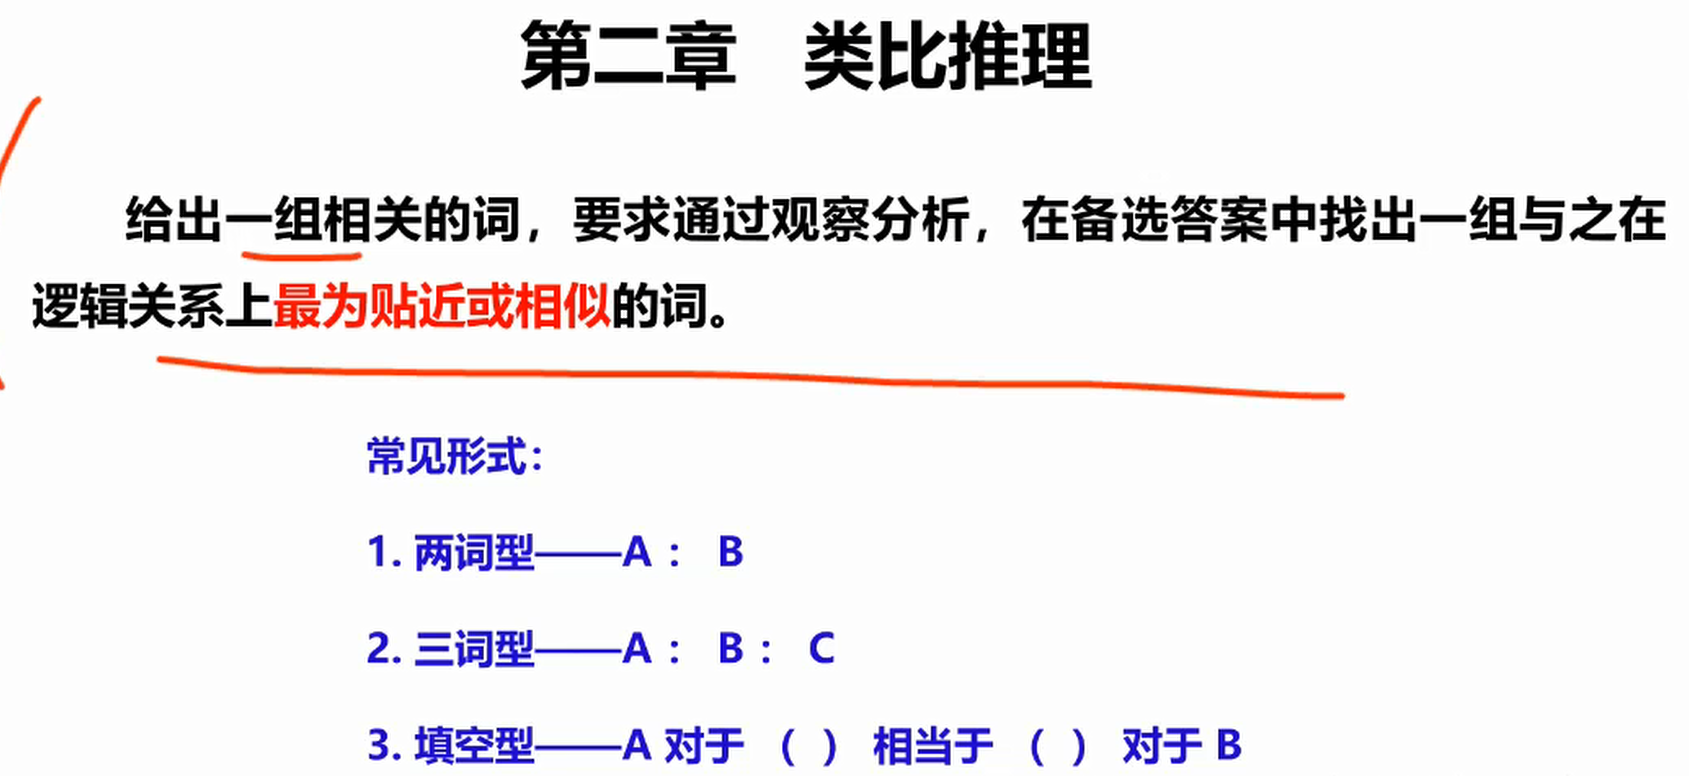 第二章 类比推理
给出一组相关的词，要求通过观察分析，在备选答案中找出一组与之在
逻辑关系上最为贴近或相似的词。
常见形式：
1. 两词型——A： B
2. 三词型——A： B： C
3. 填空型——A 对于 （ ） 相当于 （ ） 对于 B